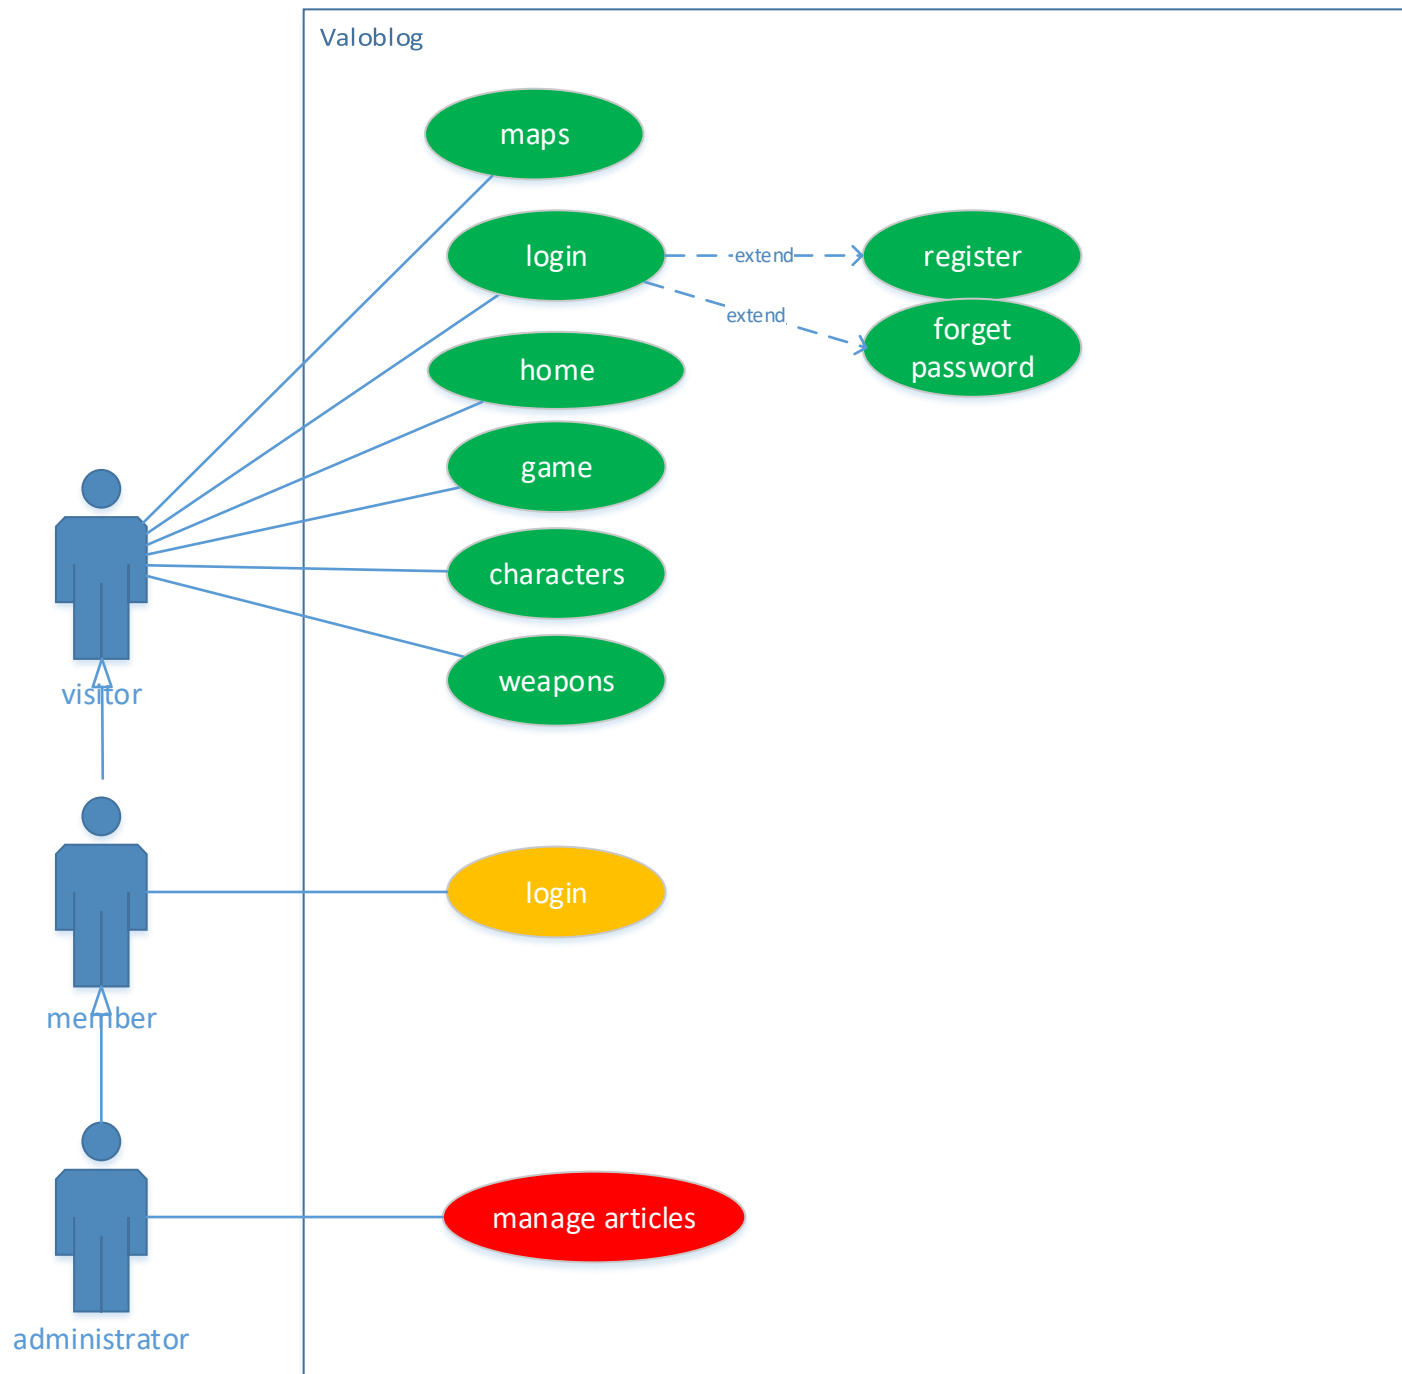 Valoblog
maps
login
extend
register
extend
forget
password
home
game
characters
weapons
visitor
login
member
manage articles
administrator